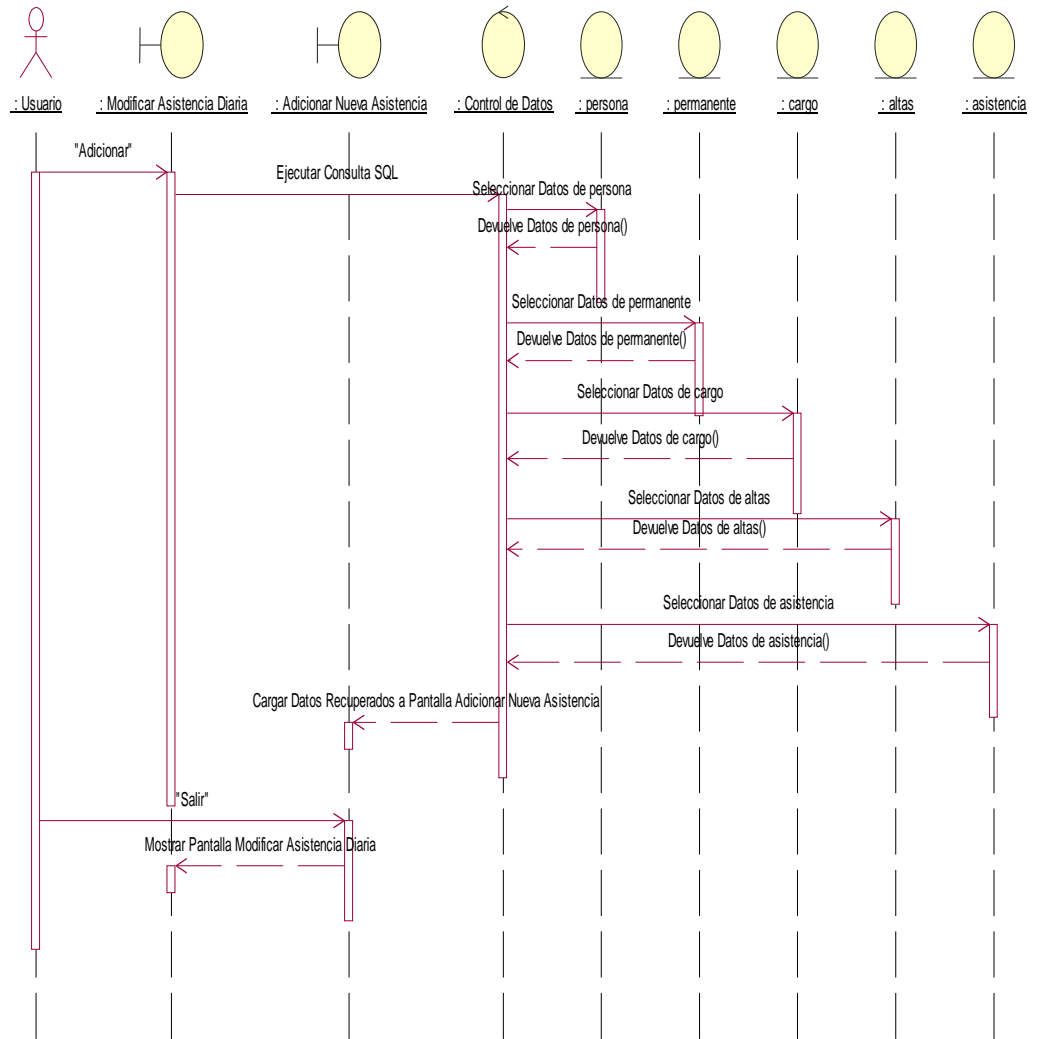 : Usuario
: Modificar Asistencia Diaria
: Adicionar Nueva Asistencia
: Control de Datos
: persona
: permanente
: cargo
: altas
: asistencia
"Adicionar"
Ejecutar Consulta SQL
Seleccionar Datos de persona
Devuelve Datos de persona()
Seleccionar Datos de permanente
Devuelve Datos de permanente()
Seleccionar Datos de cargo
Devuelve Datos de cargo()
Seleccionar Datos de altas
Devuelve Datos de altas()
Seleccionar Datos de asistencia
Devuelve Datos de asistencia()
Cargar Datos Recuperados a Pantalla Adicionar Nueva Asistencia
"Salir"
Mostrar Pantalla Modificar Asistencia Diaria